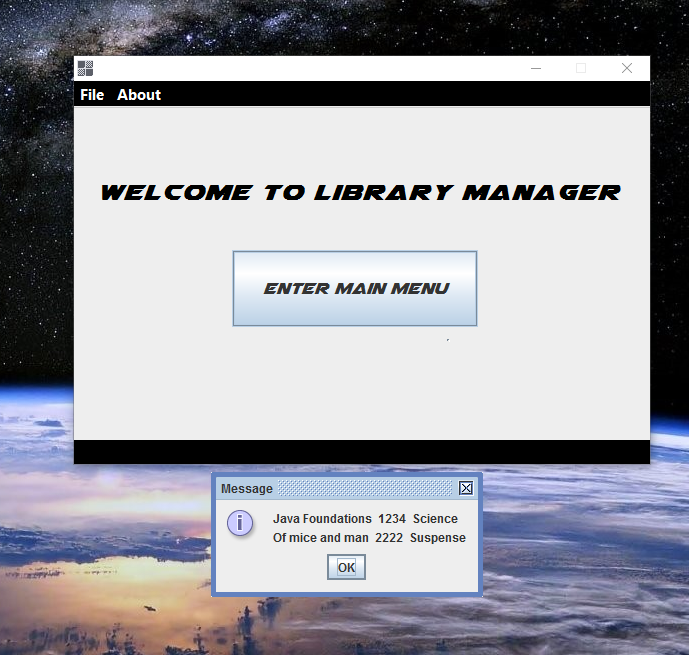 File About
WELCOME TO LIBRARY MANAGER
ENTER MAIN MENU
Message
Java Foundations 1234 Science
Of mice and man 2222 Suspense
OK